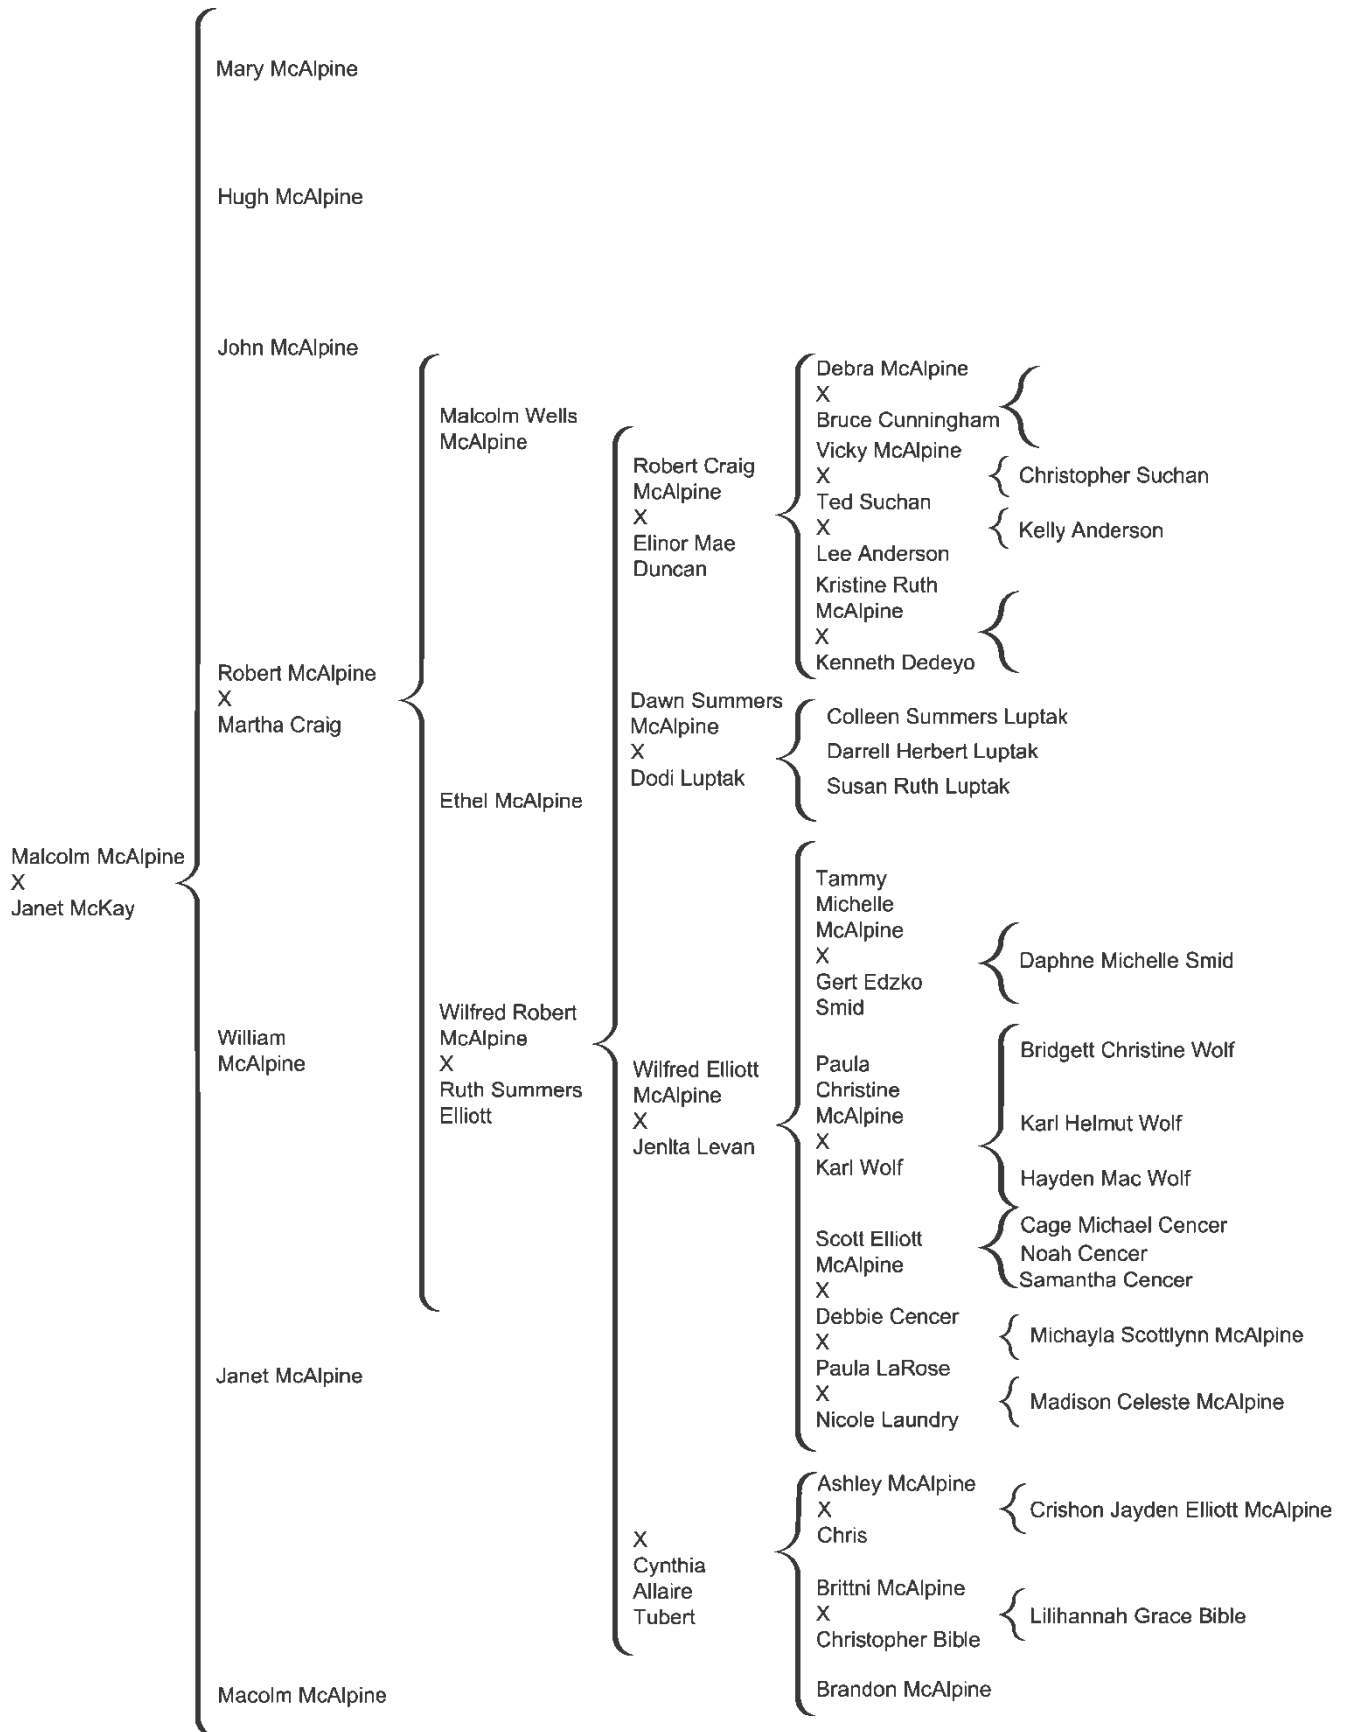 Malcolm McAlpine
X
Janet McKay
Mary McAlpine
Hugh McAlpine
John McAlpine
Robert McAlpine
X
Martha Craig
William
McAlpine
Janet McAlpine
Macolm McAlpine
Malcolm Wells
McAlpine
Ethel McAlpine
Wilfred Robert
McAlpine
X
Ruth Summers
Elliott
Robert Craig
McAlpine
X
Elinor Mae
Duncan
Dawn Summers
McAlpine
X
Dodi Luptak
Wilfred Elliott
McAlpine
X
JenIta Levan
X
Cynthia
Allaire
Tubert
Debra McAlpine
X
Bruce Cunningham
Vicky McAlpine
X
Ted Suchan
X
Lee Anderson
Kristine Ruth
McAlpine
X
Kenneth Dedeyo
Colleen Summers Luptak
Darrell Herbert Luptak
Susan Ruth Luptak
Tammy
Michelle
McAlpine
X
Gert Edzko
Smid
Paula
Christine
McAlpine
X
Karl Wolf
Scott Elliott
McAlpine
X
Debbie Cencer
X
Paula LaRose
X
Nicole Laundry
Ashley McAlpine
X
Chris
Brittni McAlpine
X
Christopher Bible
Brandon McAlpine
Christopher Suchan
Kelly Anderson
Daphne Michelle Smid
Bridgett Christine Wolf
Karl Helmut Wolf
Hayden Mac Wolf
Cage Michael Cencer
Noah Cencer
Samantha Cencer
Michayla Scottlynn McAlpine
Madison Celeste McAlpine
Crishon Jayden Elliott McAlpine
Lilihannah Grace Bible